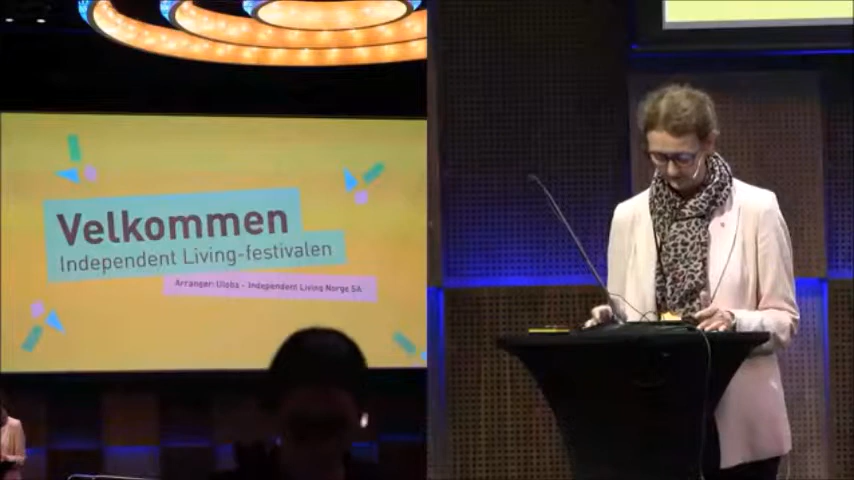 Velkommen
Independent Living-festivalen
Arrangør: Uloba - Independent Living Norge SA